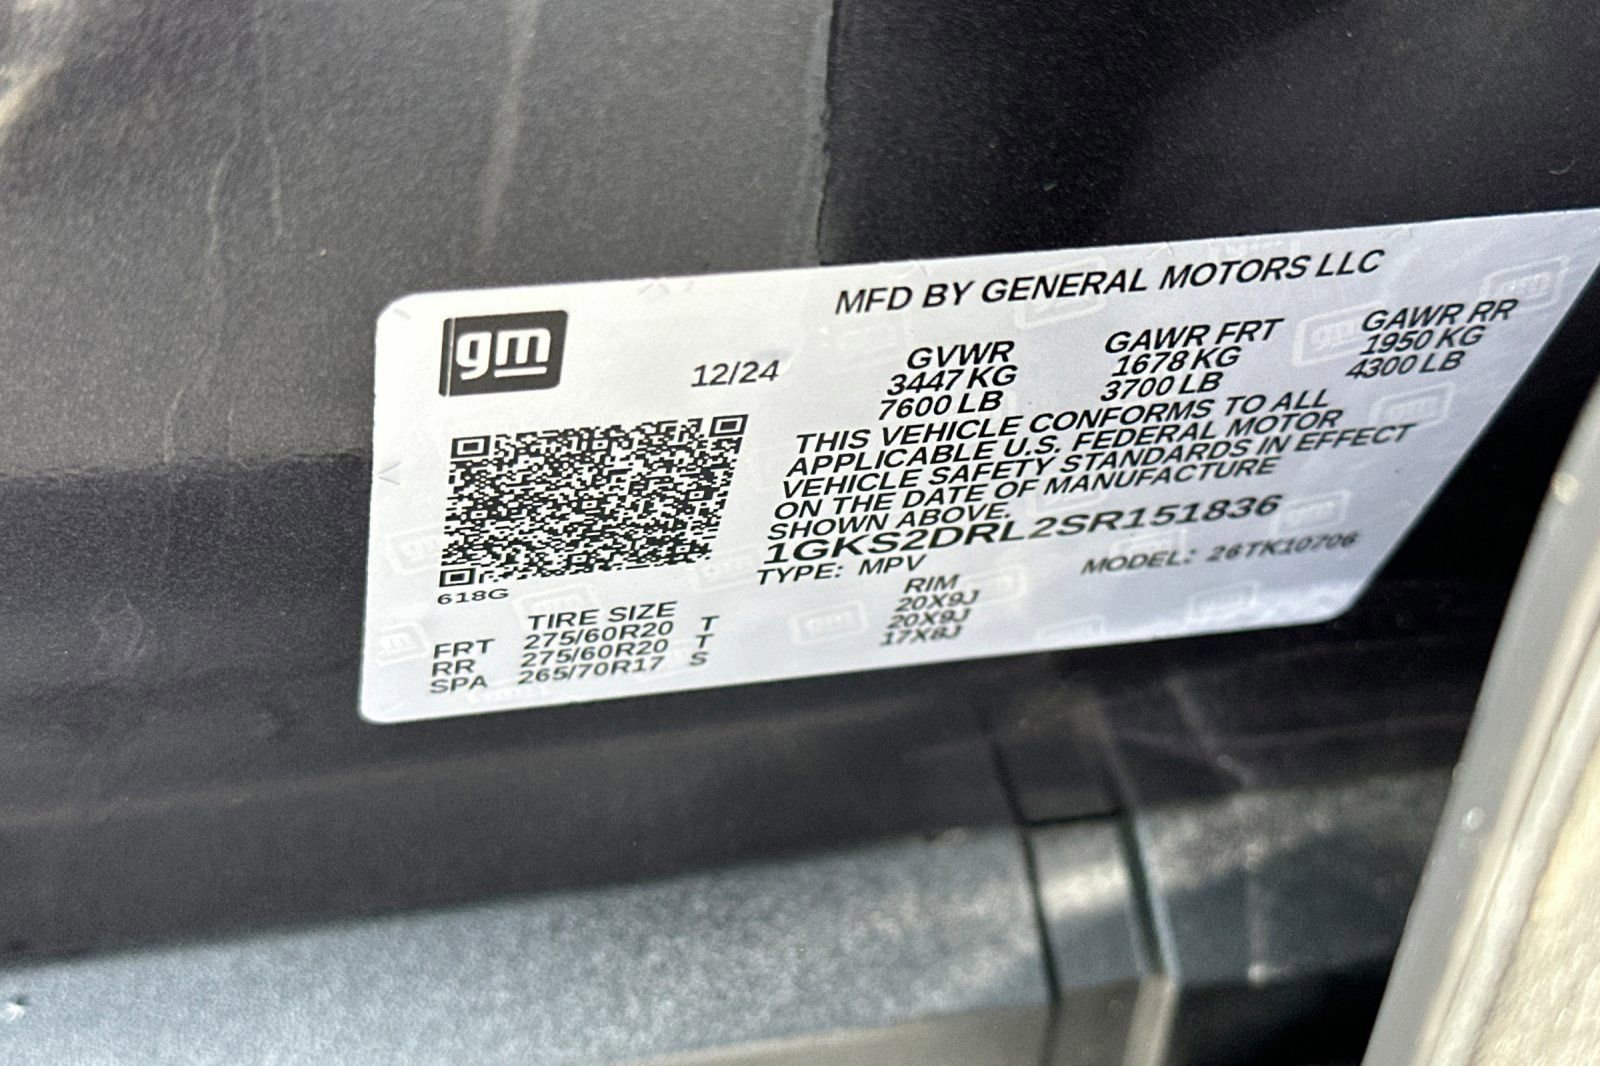 MFD BY GENERAL MOTORS LLC
gm
12/24
GVWR GAWR FRT GAWR RR
3447 KG 1678 KG 1950 KG
7600 LB 3700 LB 4300 LB
THIS VEHICLE CONFORMS TO ALL
APPLICABLE U.S. FEDERAL MOTOR
VEHICLE SAFETY STANDARDS IN EFFECT
ON THE DATE OF MANUFACTURE
SHOWN ABOVE.
1GKS2DRL2SR151836
TYPE: MPV MODEL: 26TK10706
618G
TIRE SIZE RIM
FRT 275/60R20 T 20X9J
RR 275/60R20 T 20X9J
SPA 265/70R17 S 17X8J